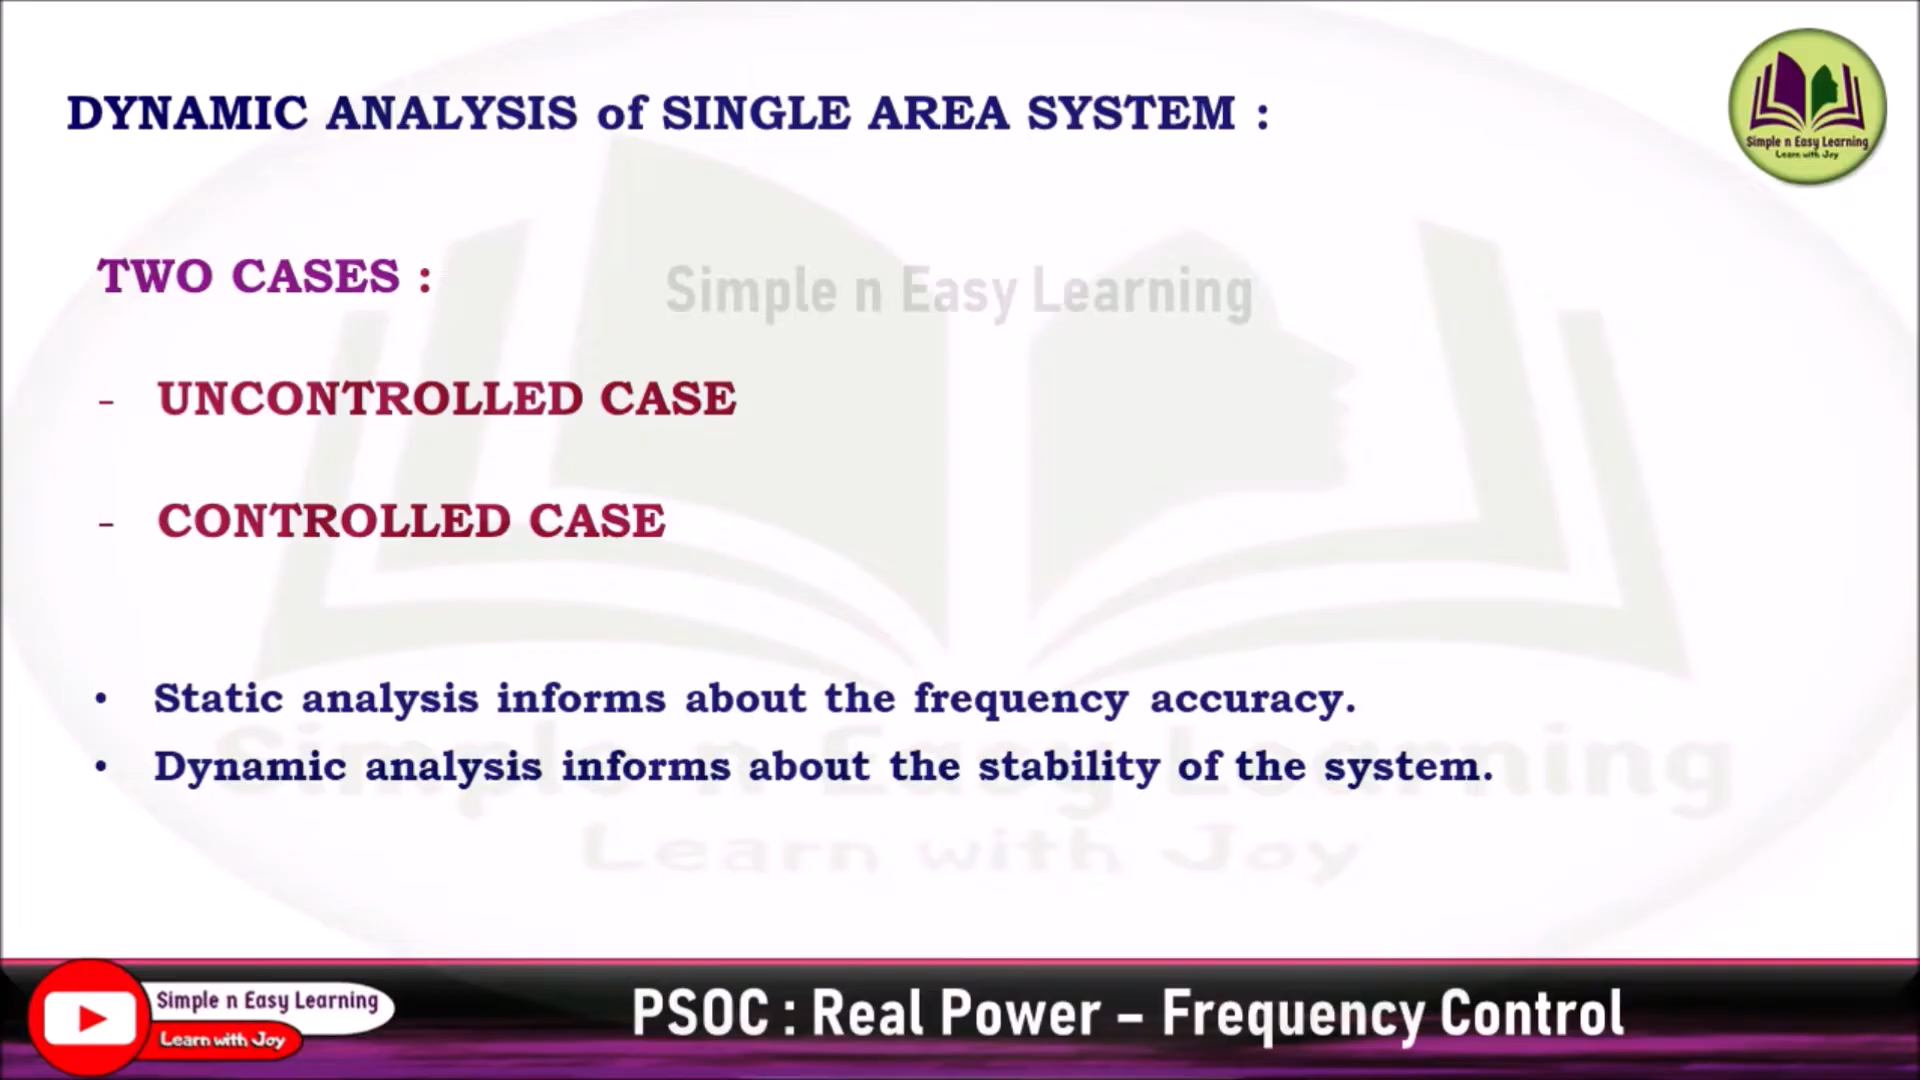 DYNAMIC ANALYSIS of SINGLE AREA SYSTEM :
Simple n Easy Learning
Learn with Joy
TWO CASES :
Simple n Easy Learning
- UNCONTROLLED CASE
- CONTROLLED CASE
• Static analysis informs about the frequency accuracy.
• Dynamic analysis informs about the stability of the system.
Simple n Easy Learning
Learn with Joy
Simple n Easy Learning
Learn with Joy
PSOC : Real Power – Frequency Control